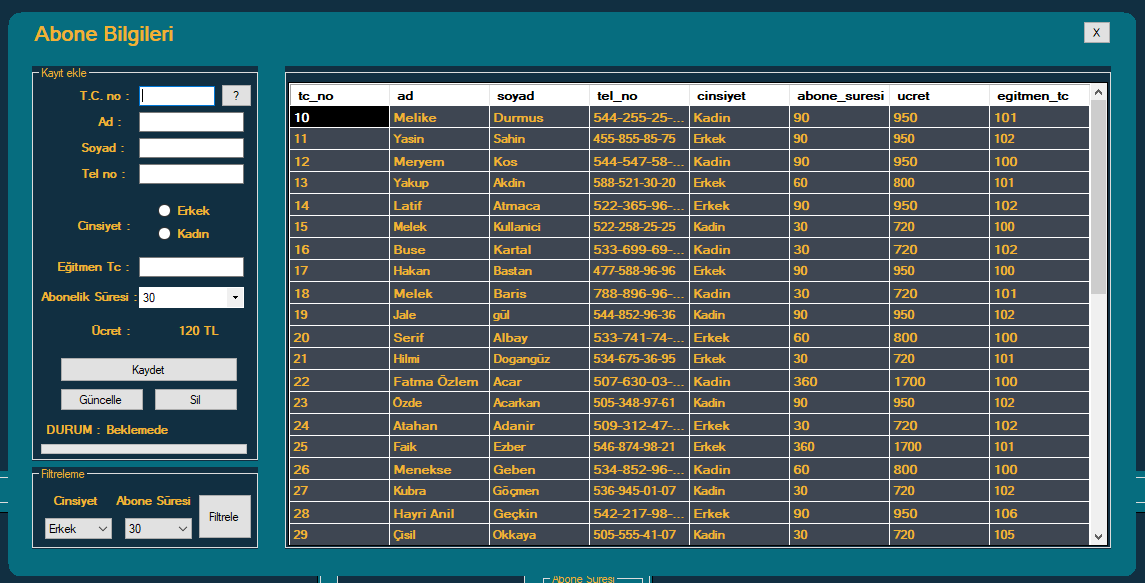 Abone Bilgileri
X
Kayıt ekle
T.C. no :
?
Ad :
Soyad :
Tel no :
Cinsiyet :
Erkek
Kadın
Eğitmen Tc :
Abonelik Süresi : 30
Ücret : 120 TL
Kaydet
Güncelle Sil
DURUM : Beklemede
Filtreleme
Cinsiyet Abone Süresi
Erkek 30 Filtrele
tc_no ad soyad tel_no cinsiyet abone_suresi ucret egitmen_tc
10 Melike Durmus 544-255-25-... Kadin 90 950 101
11 Yasin Sahin 455-855-85-75 Erkek 90 950 102
12 Meryem Kos 544-547-58-... Kadin 90 950 100
13 Yakup Akdin 588-521-30-20 Erkek 60 800 101
14 Latif Atmaca 522-365-96-... Erkek 90 950 102
15 Melek Kullanici 522-258-25-25 Kadin 30 720 100
16 Buse Kartal 533-699-69-... Kadin 30 720 102
17 Hakan Bastan 477-588-96-96 Erkek 90 950 100
18 Melek Baris 788-896-96-... Kadin 30 720 101
19 Jale gül 544-852-96-36 Kadin 90 950 102
20 Serif Albay 533-741-74-... Erkek 60 800 100
21 Hilmi Dogangüz 534-675-36-95 Erkek 30 720 101
22 Fatma Özlem Acar 507-630-03-... Kadin 360 1700 100
23 Özde Acarkan 505-348-97-61 Kadin 90 950 102
24 Atahan Adanir 509-312-47-... Erkek 30 720 102
25 Faik Ezber 546-874-98-21 Erkek 360 1700 101
26 Menekse Geben 534-852-96-... Kadin 60 800 100
27 Kubra Göçmen 536-945-01-07 Kadin 30 720 102
28 Hayri Anil Geçkin 542-217-98-... Erkek 90 950 106
29 Çisil Okkaya 505-555-41-07 Kadin 30 720 105
Abone Süresi